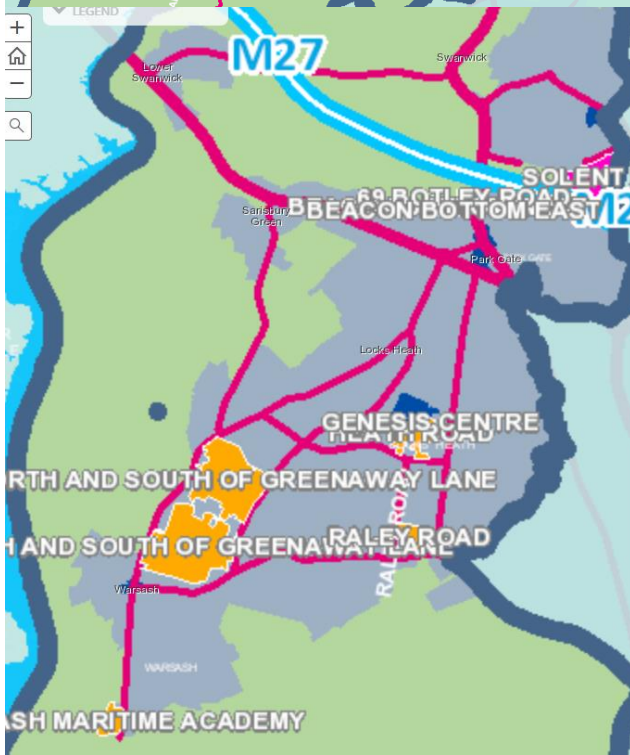 LEGEND
M27
Swanwick
Lower
Swanwick
SOLENT
69 BOTLEY ROAD
BEACON BOTTOM EAST
M2
Sarisbury
Green
Park Gate
Locks Heath
GENESIS CENTRE
HEATH ROAD
HEATH
RTH AND SOUTH OF GREENAWAY LANE
H AND SOUTH OF GREENAWAY LANE
RALEY ROAD
Warsash
WARSASH
ASH MARITIME ACADEMY